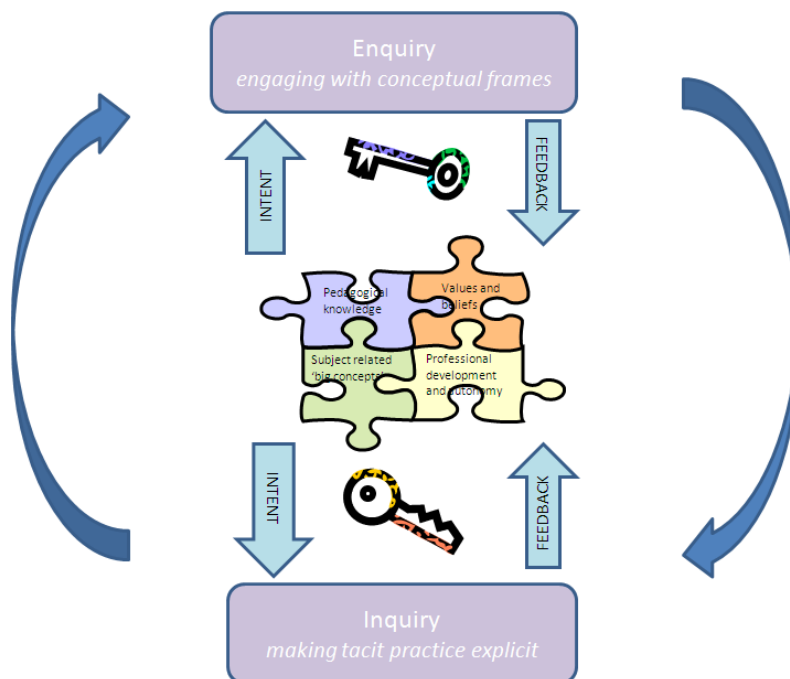 Enquiry
engaging with conceptual frames
INTENT
FEEDBACK
Pedagogical
knowledge
Values and
beliefs
Subject related
'big concepts'
Professional
development
and autonomy
INTENT
FEEDBACK
Inquiry
making tacit practice explicit